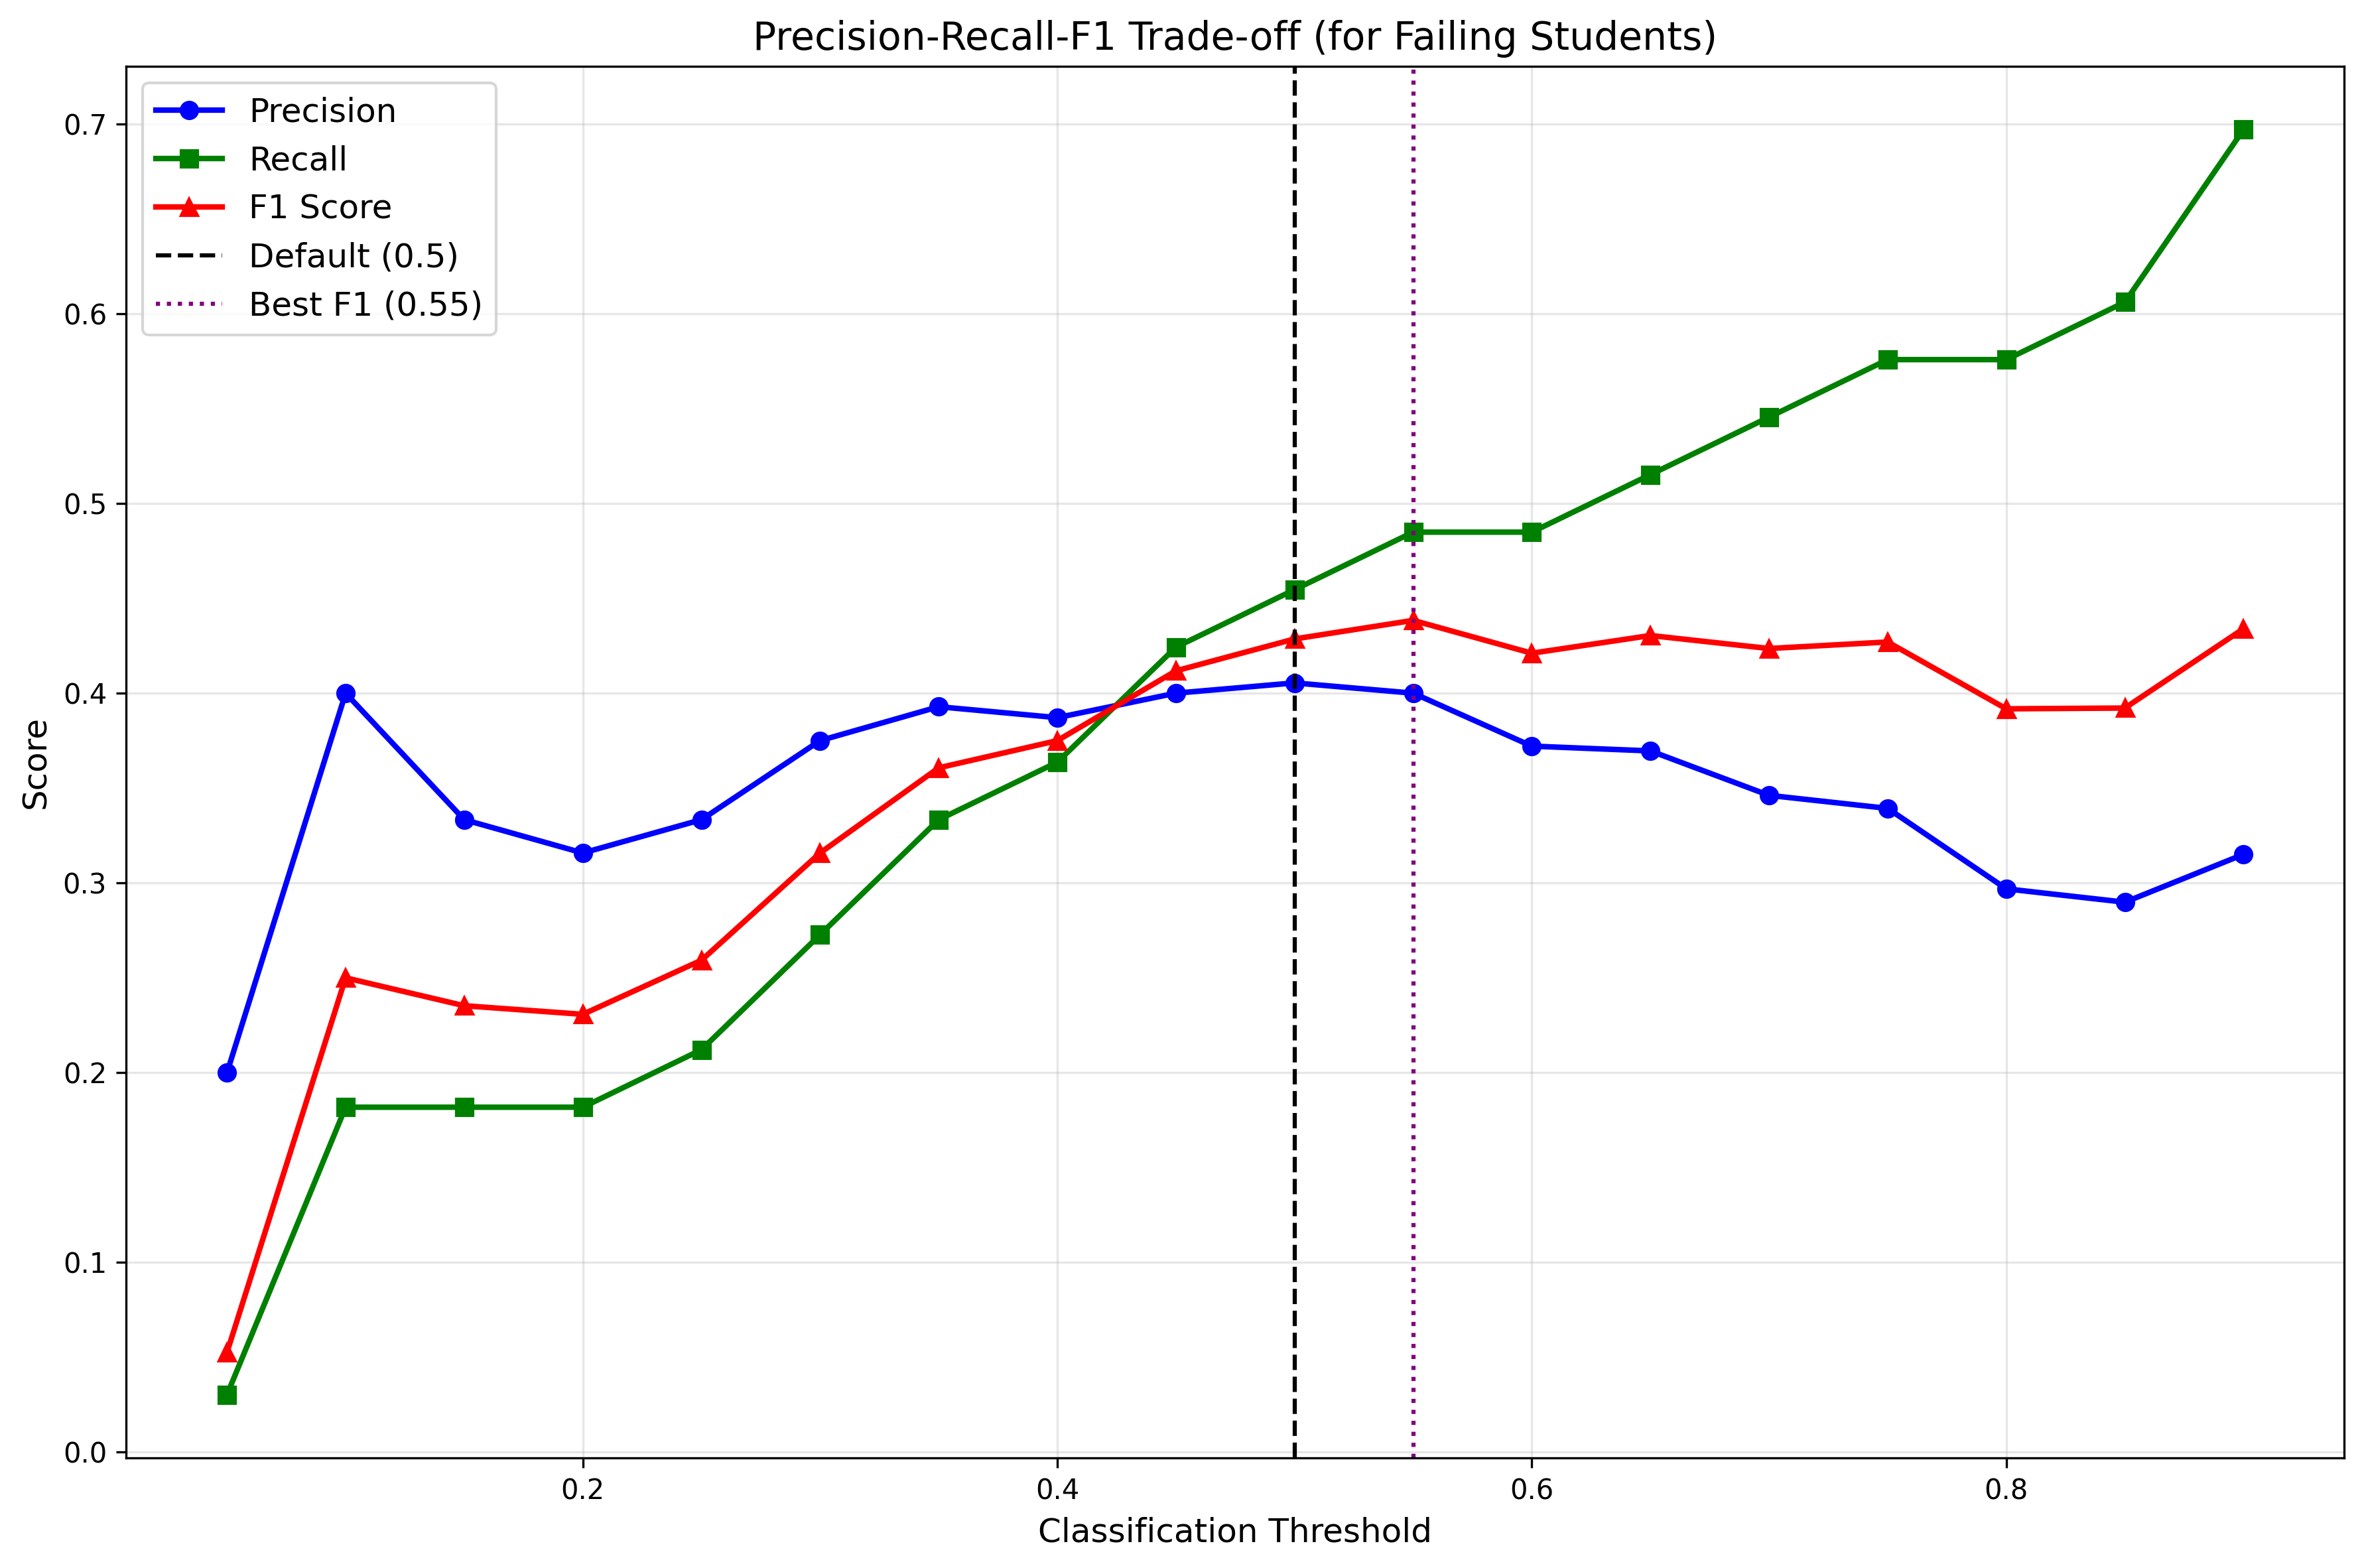 Precision-Recall-F1 Trade-off (for Failing Students)
Precision
Recall
F1 Score
Default (0.5)
Best F1 (0.55)
0.7
0.6
0.5
0.4
0.3
0.2
0.1
0.0
Score
0.2
0.4
0.6
0.8
Classification Threshold